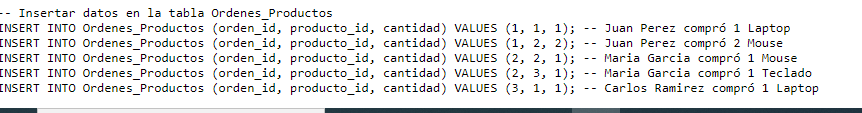 -- Insertar datos en la tabla Ordenes_Productos
INSERT INTO Ordenes_Productos (orden_id, producto_id, cantidad) VALUES (1, 1, 1); -- Juan Perez compró 1 Laptop
INSERT INTO Ordenes_Productos (orden_id, producto_id, cantidad) VALUES (1, 2, 2); -- Juan Perez compró 2 Mouse
INSERT INTO Ordenes_Productos (orden_id, producto_id, cantidad) VALUES (2, 2, 1); -- Maria Garcia compró 1 Mouse
INSERT INTO Ordenes_Productos (orden_id, producto_id, cantidad) VALUES (2, 3, 1); -- Maria Garcia compró 1 Teclado
INSERT INTO Ordenes_Productos (orden_id, producto_id, cantidad) VALUES (3, 1, 1); -- Carlos Ramirez compró 1 Laptop